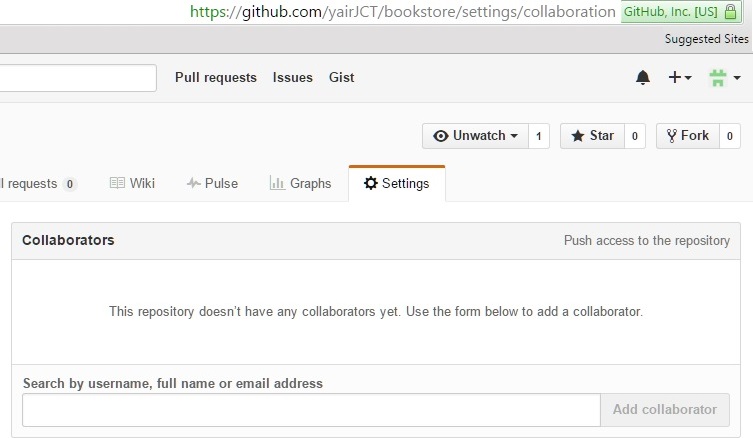 https://github.com/yairJCT/bookstore/settings/collaboration GitHub, Inc. [US]
Suggested Sites
Pull requests Issues Gist
Unwatch 1 Star 0 Fork 0
ll requests 0 Wiki Pulse Graphs Settings
Collaborators Push access to the repository
This repository doesn't have any collaborators yet. Use the form below to add a collaborator.
Search by username, full name or email address
Add collaborator